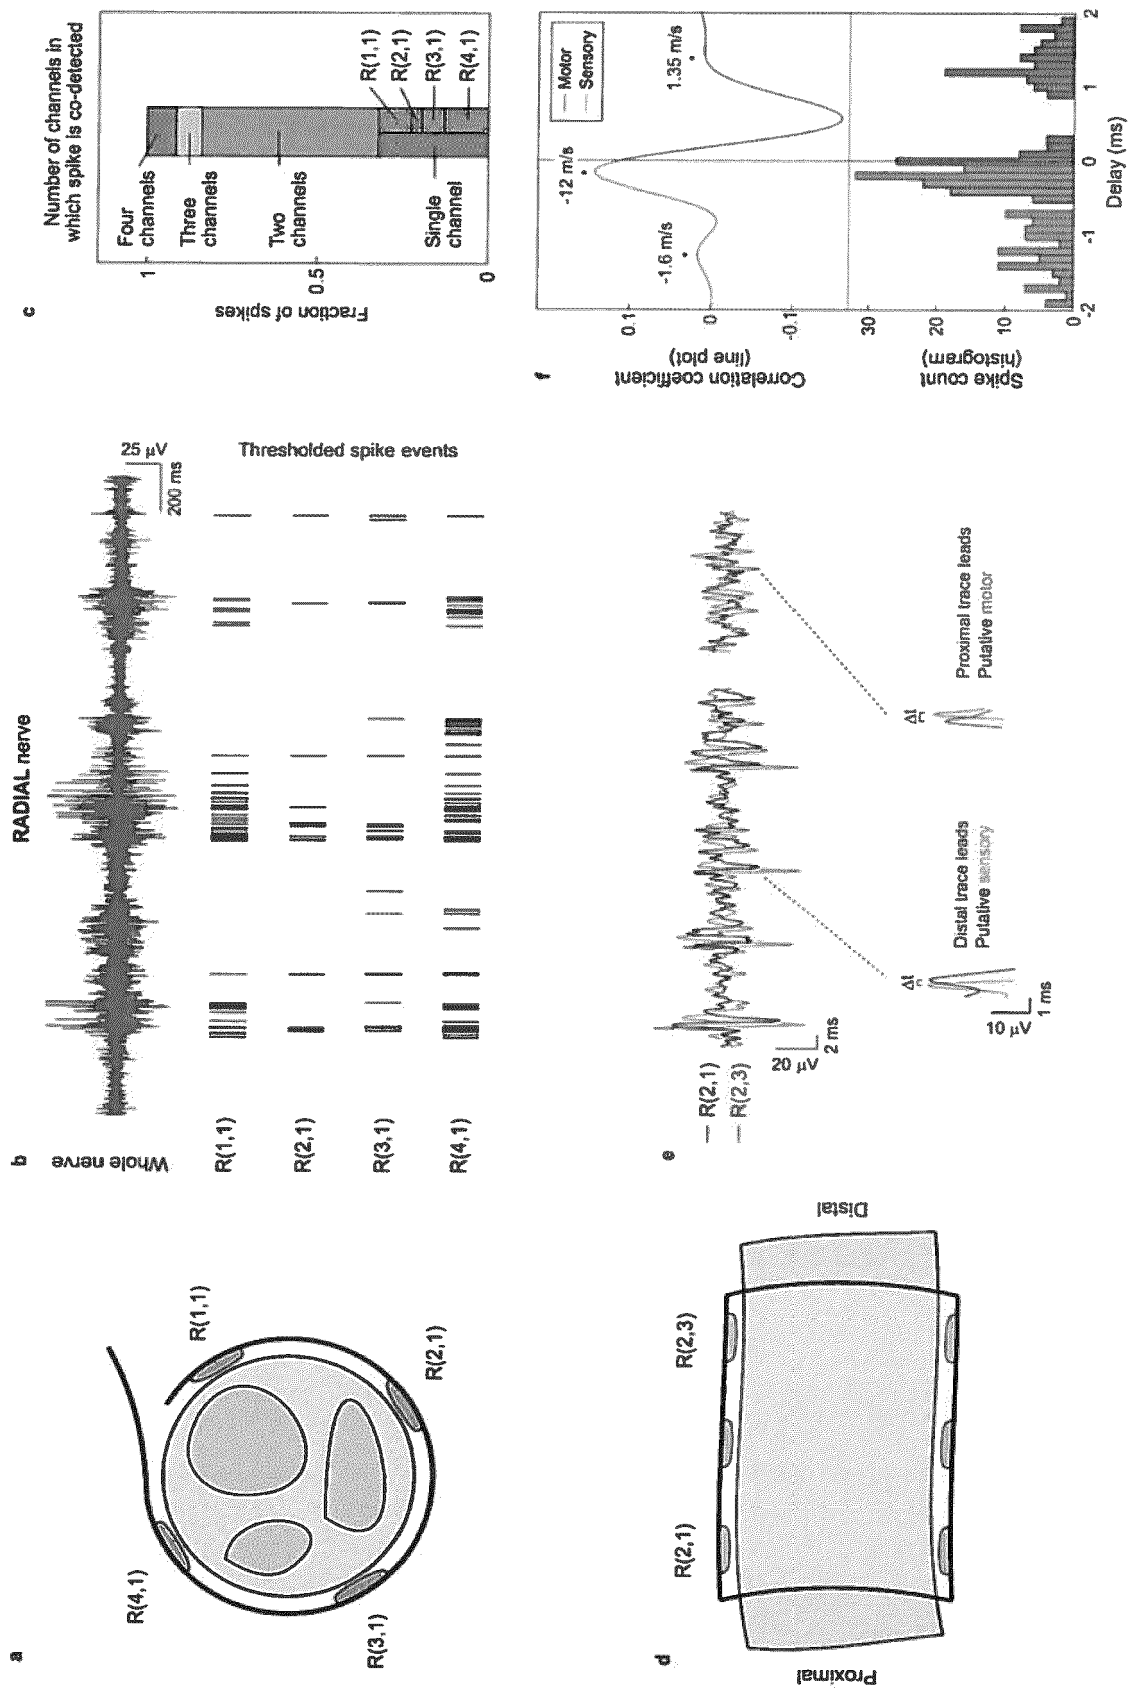 a
R(1,1)
R(2,1)
R(3,1)
R(4,1)
b
RADIAL nerve
Whole nerve
25 μV
200 ms
Thresholded spike events
R(1,1)
R(2,1)
R(3,1)
R(4,1)
c
Number of channels in
which spike is co-detected
Fraction of spikes
1
0.5
0
Four
channels
Three
channels
Two
channels
Single
channel
R(1,1)
R(2,1)
R(3,1)
R(4,1)
d
Proximal
Distal
R(2,1)
R(2,3)
e
R(2,1)
R(2,3)
20 μV
2 ms
Δt
Δt
10 μV
1 ms
Distal trace leads
Putative sensory
Proximal trace leads
Putative motor
f
Correlation coefficient
(line plot)
0.1
0
-0.1
Spike count
(histogram)
30
20
10
0
-1.6 m/s
-12 m/s
1.35 m/s
Motor
Sensory
-2
-1
0
1
2
Delay (ms)